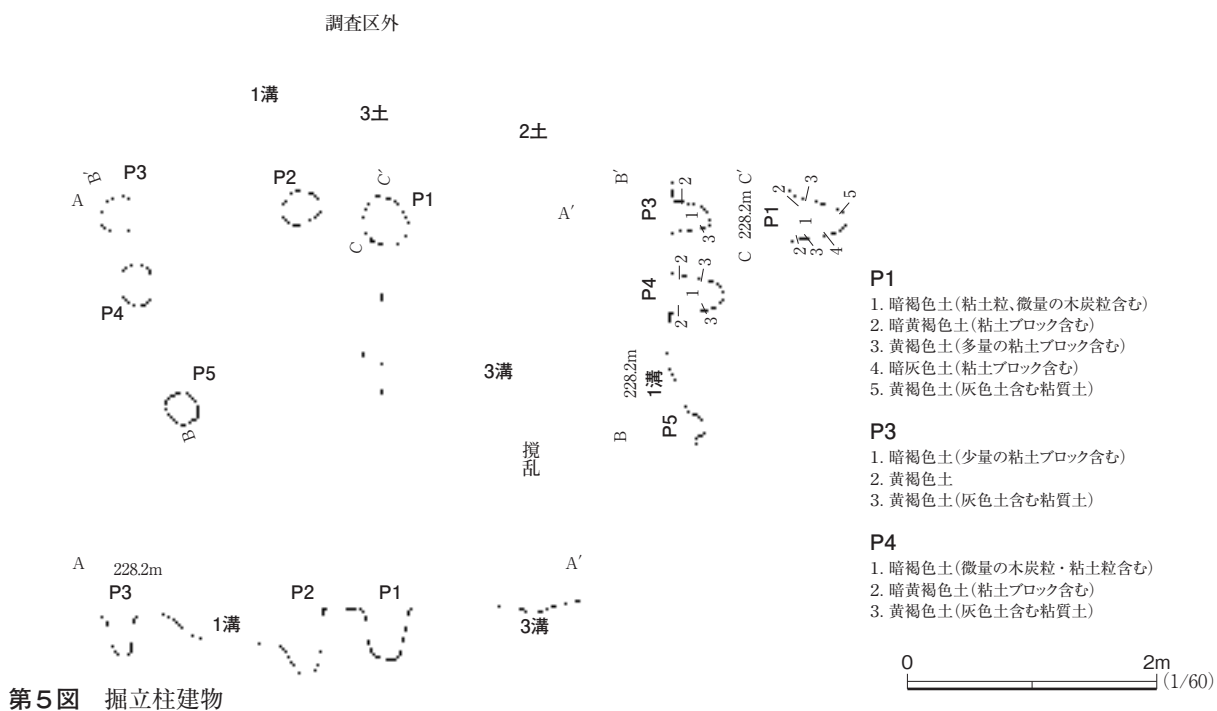 調査区外
1溝
3土
2土
B′
P3
A
P2
C′
P1
A′
C
P4
P5
B
3溝
撹乱
B′
2
P3
1
3
2
3
P4
1
2
3
228.2m
1溝
B
P5
228.2m
C′
C
P1
2
3
5
1
2
3
4
P1
1. 暗褐色土(粘土粒、微量の木炭粒含む)
2. 暗黄褐色土(粘土ブロック含む)
3. 黄褐色土(多量の粘土ブロック含む)
4. 暗灰色土(粘土ブロック含む)
5. 黄褐色土(灰色土含む粘質土)
P3
1. 暗褐色土(少量の粘土ブロック含む)
2. 黄褐色土
3. 黄褐色土(灰色土含む粘質土)
P4
1. 暗褐色土(微量の木炭粒・粘土粒含む)
2. 暗黄褐色土(粘土ブロック含む)
3. 黄褐色土(灰色土含む粘質土)
A
228.2m
A′
P3
1溝
P2
P1
3溝
0 2m
(1/60)
第5図 掘立柱建物